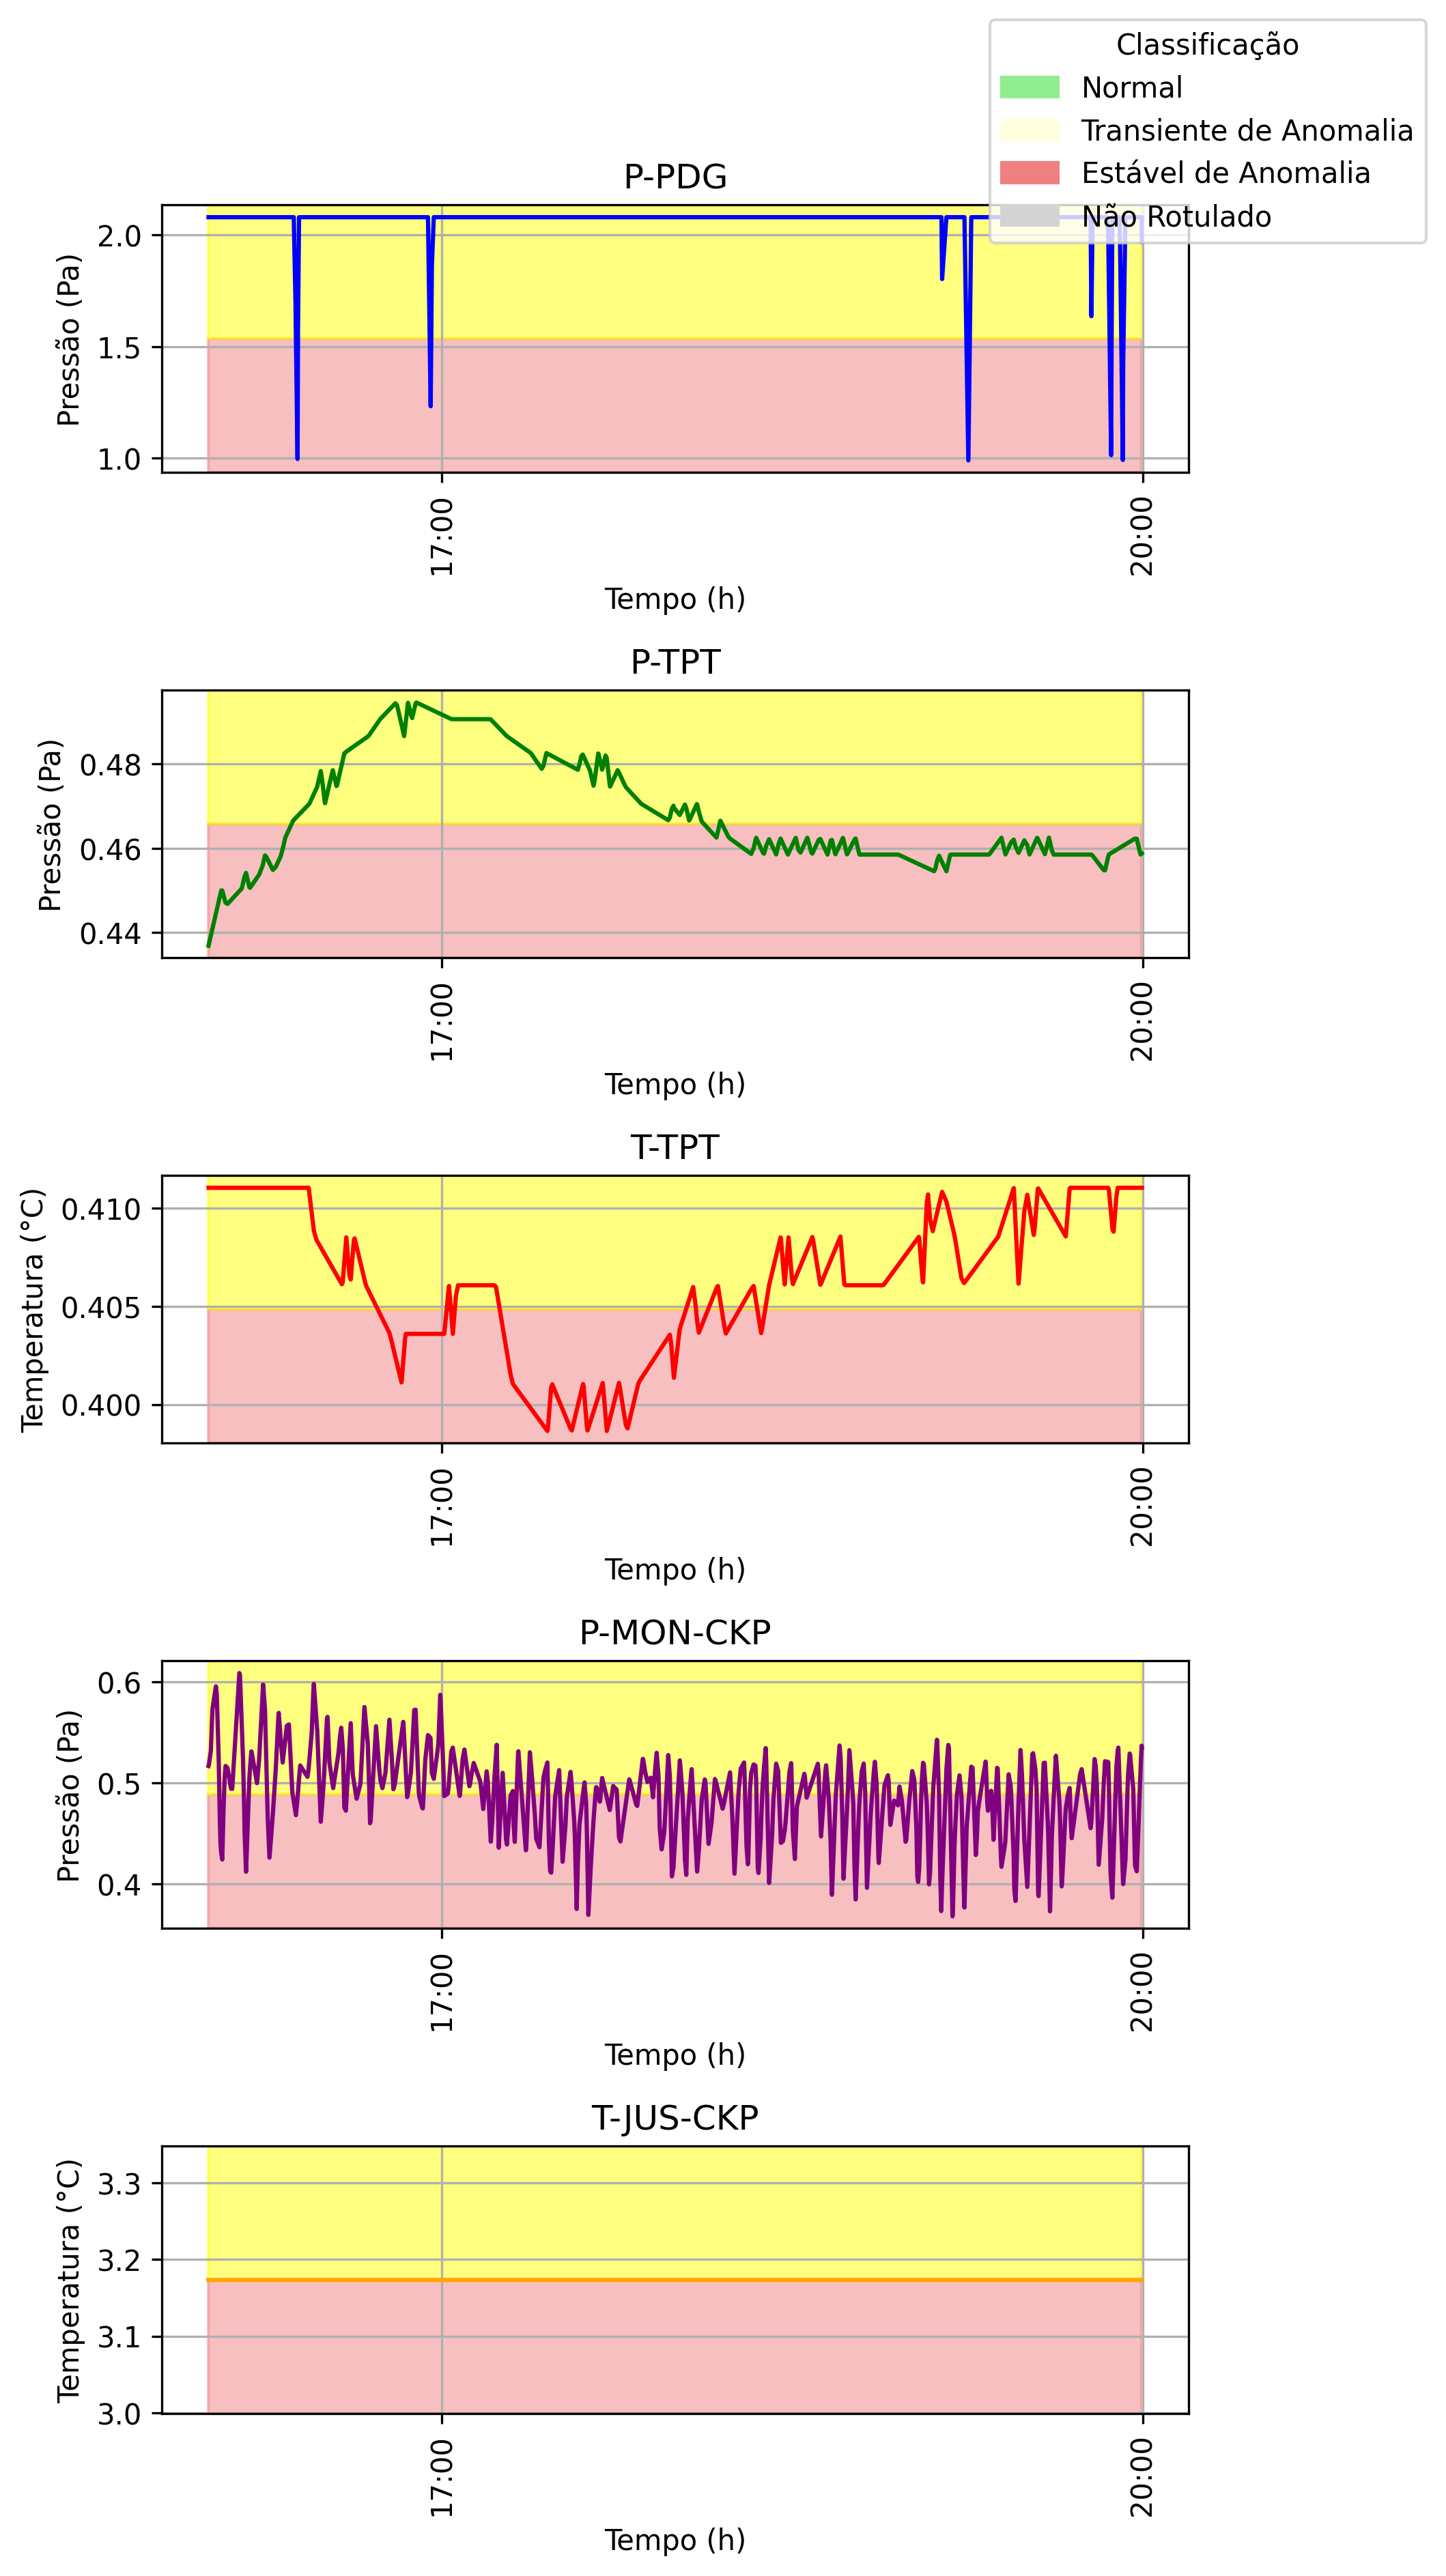 Classificação
Normal
Transiente de Anomalia
Estável de Anomalia
Não Rotulado
P-PDG
Pressão (Pa)
2.0
1.5
1.0
17:00
20:00
Tempo (h)
P-TPT
Pressão (Pa)
0.48
0.46
0.44
17:00
20:00
Tempo (h)
T-TPT
Temperatura (°C)
0.410
0.405
0.400
17:00
20:00
Tempo (h)
P-MON-CKP
Pressão (Pa)
0.6
0.5
0.4
17:00
20:00
Tempo (h)
T-JUS-CKP
Temperatura (°C)
3.3
3.2
3.1
3.0
17:00
20:00
Tempo (h)